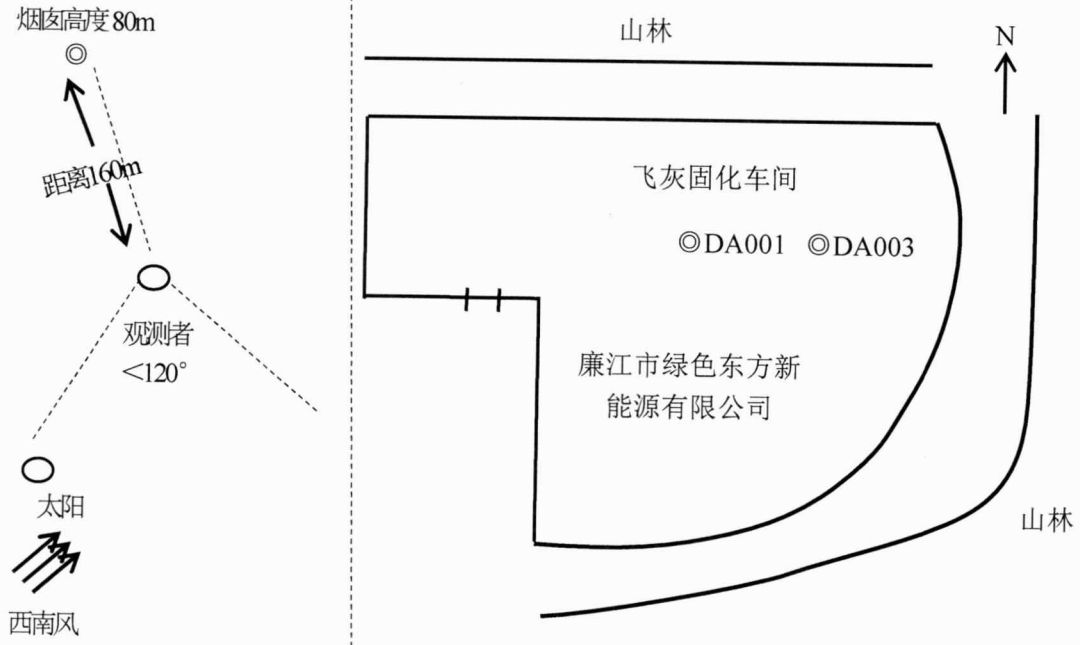 烟囱高度80m
距离160m
观测者
＜120°
太阳
西南风
山林
N
飞灰固化车间
◎DA001 ◎DA003
廉江市绿色东方新
能源有限公司
山林